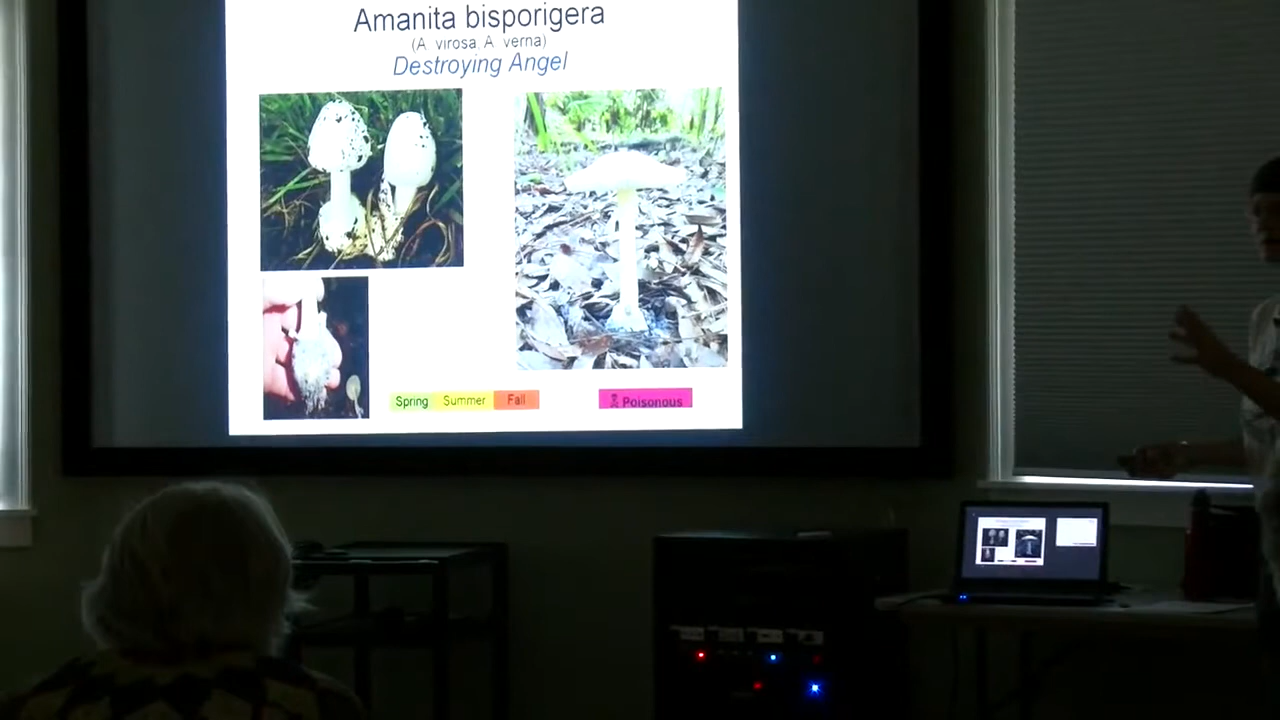 Amanita bisporigera
(A. virosa, A. verna)
Destroying Angel
Spring Summer Fall
Poisonous